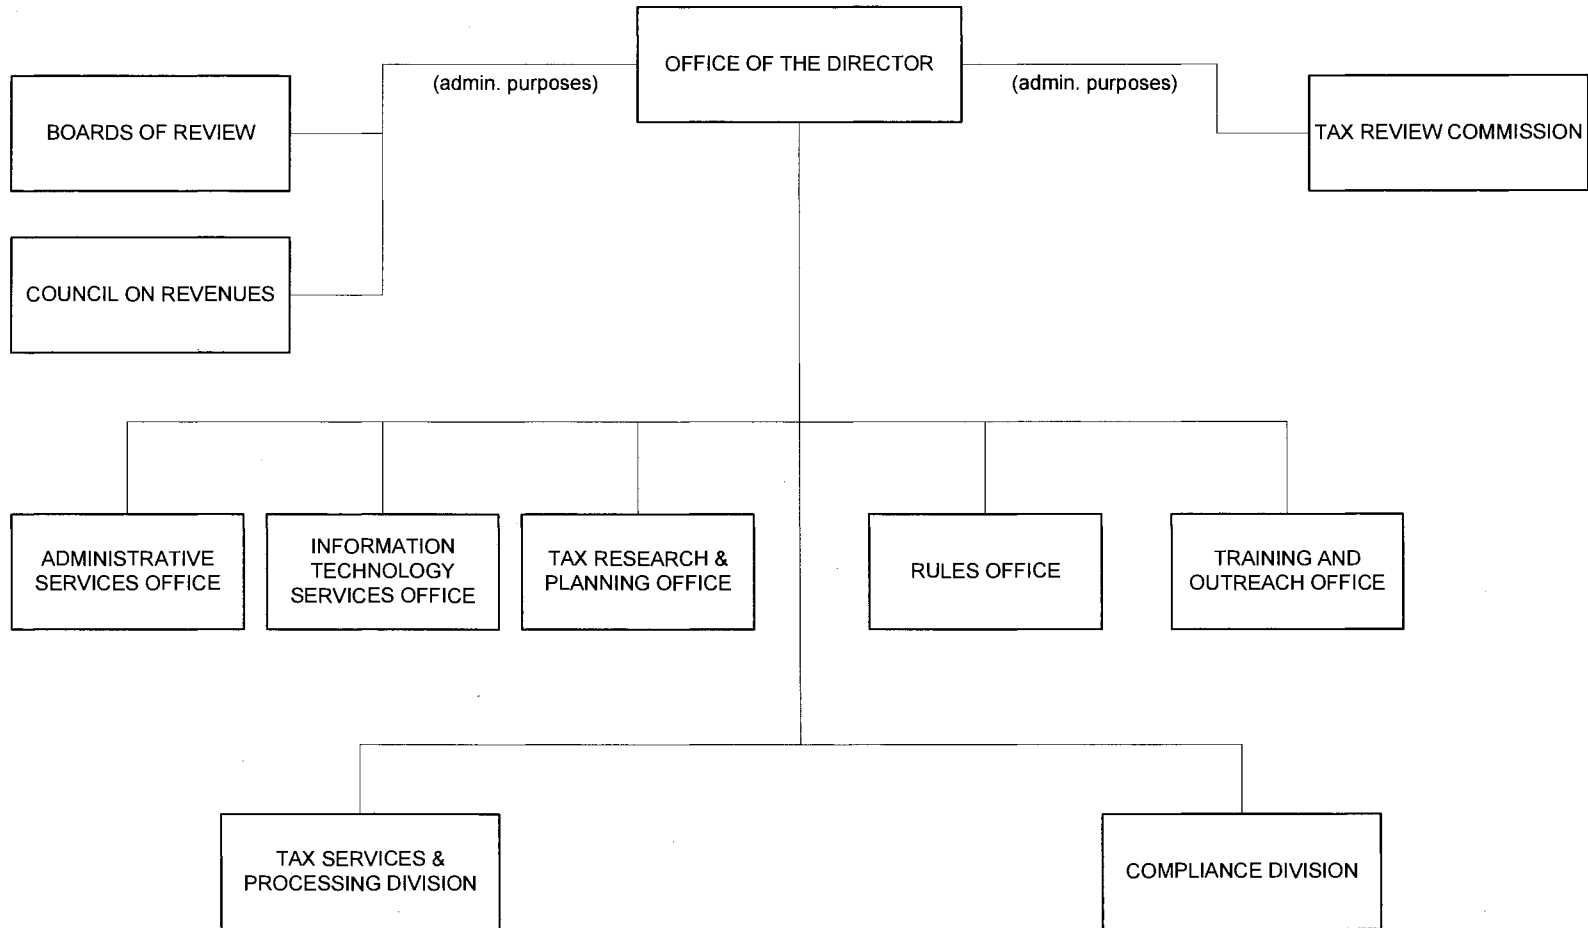 OFFICE OF THE DIRECTOR
(admin. purposes)
(admin. purposes)
BOARDS OF REVIEW
TAX REVIEW COMMISSION
COUNCIL ON REVENUES
ADMINISTRATIVE
SERVICES OFFICE
INFORMATION
TECHNOLOGY
SERVICES OFFICE
TAX RESEARCH &
PLANNING OFFICE
RULES OFFICE
TRAINING AND
OUTREACH OFFICE
TAX SERVICES &
PROCESSING DIVISION
COMPLIANCE DIVISION